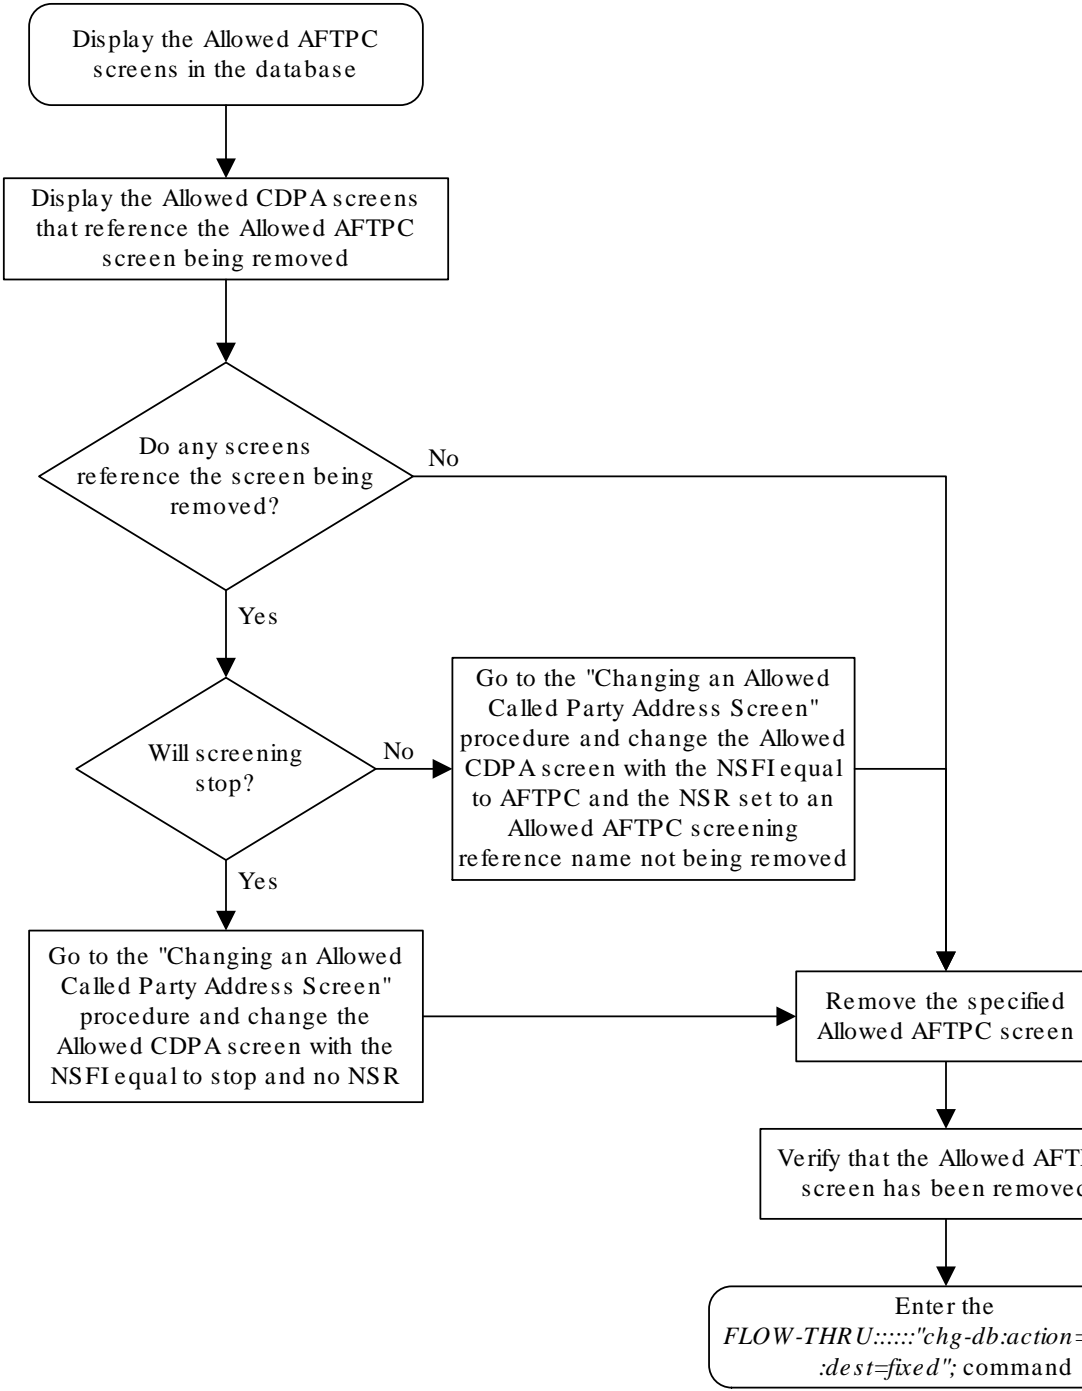 Display the Allowed AFTPC
screens in the database
Display the Allowed CDPA screens
that reference the Allowed AFTPC
screen being removed
Do any screens
reference the screen being
removed?
No
Yes
Will screening
stop?
No
Go to the "Changing an Allowed
Called Party Address Screen"
procedure and change the Allowed
CDPA screen with the NSFI equal
to AFTPC and the NSR set to an
Allowed AFTPC screening
reference name not being removed
Yes
Go to the "Changing an Allowed
Called Party Address Screen"
procedure and change the
Allowed CDPA screen with the
NSFI equal to stop and no NSR
Remove the specified
Allowed AFTPC screen
Verify that the Allowed
screen has been removed
Enter the
FLOW-THRU::::::"chg-db:action=
:dest=fixed"; command